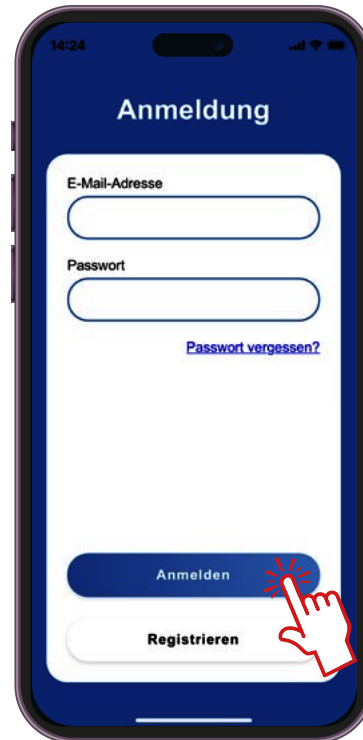 14:24
Anmeldung
E-Mail-Adresse
Passwort
Passwort vergessen?
Anmelden
Registrieren